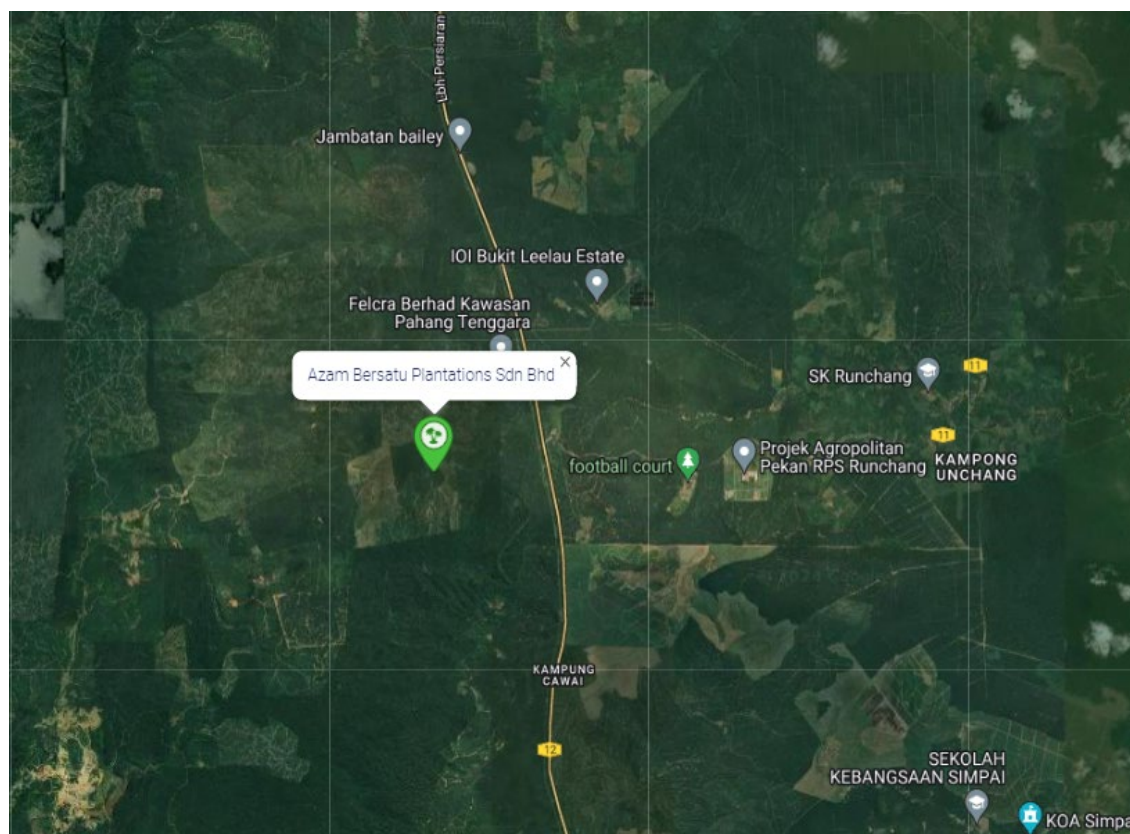 Lbh Persiaran
Jambatan bailey
IOI Bukit Leelau Estate
Felcra Berhad Kawasan
Pahang Tenggara
Azam Bersatu Plantations Sdn Bhd
×
SK Runchang
11
11
football court
Projek Agropolitan
Pekan RPS Runchang
KAMPONG
UNCHANG
KAMPUNG
CAWAI
12
SEKOLAH
KEBANGSAAN SIMPAI
KOA Simpa